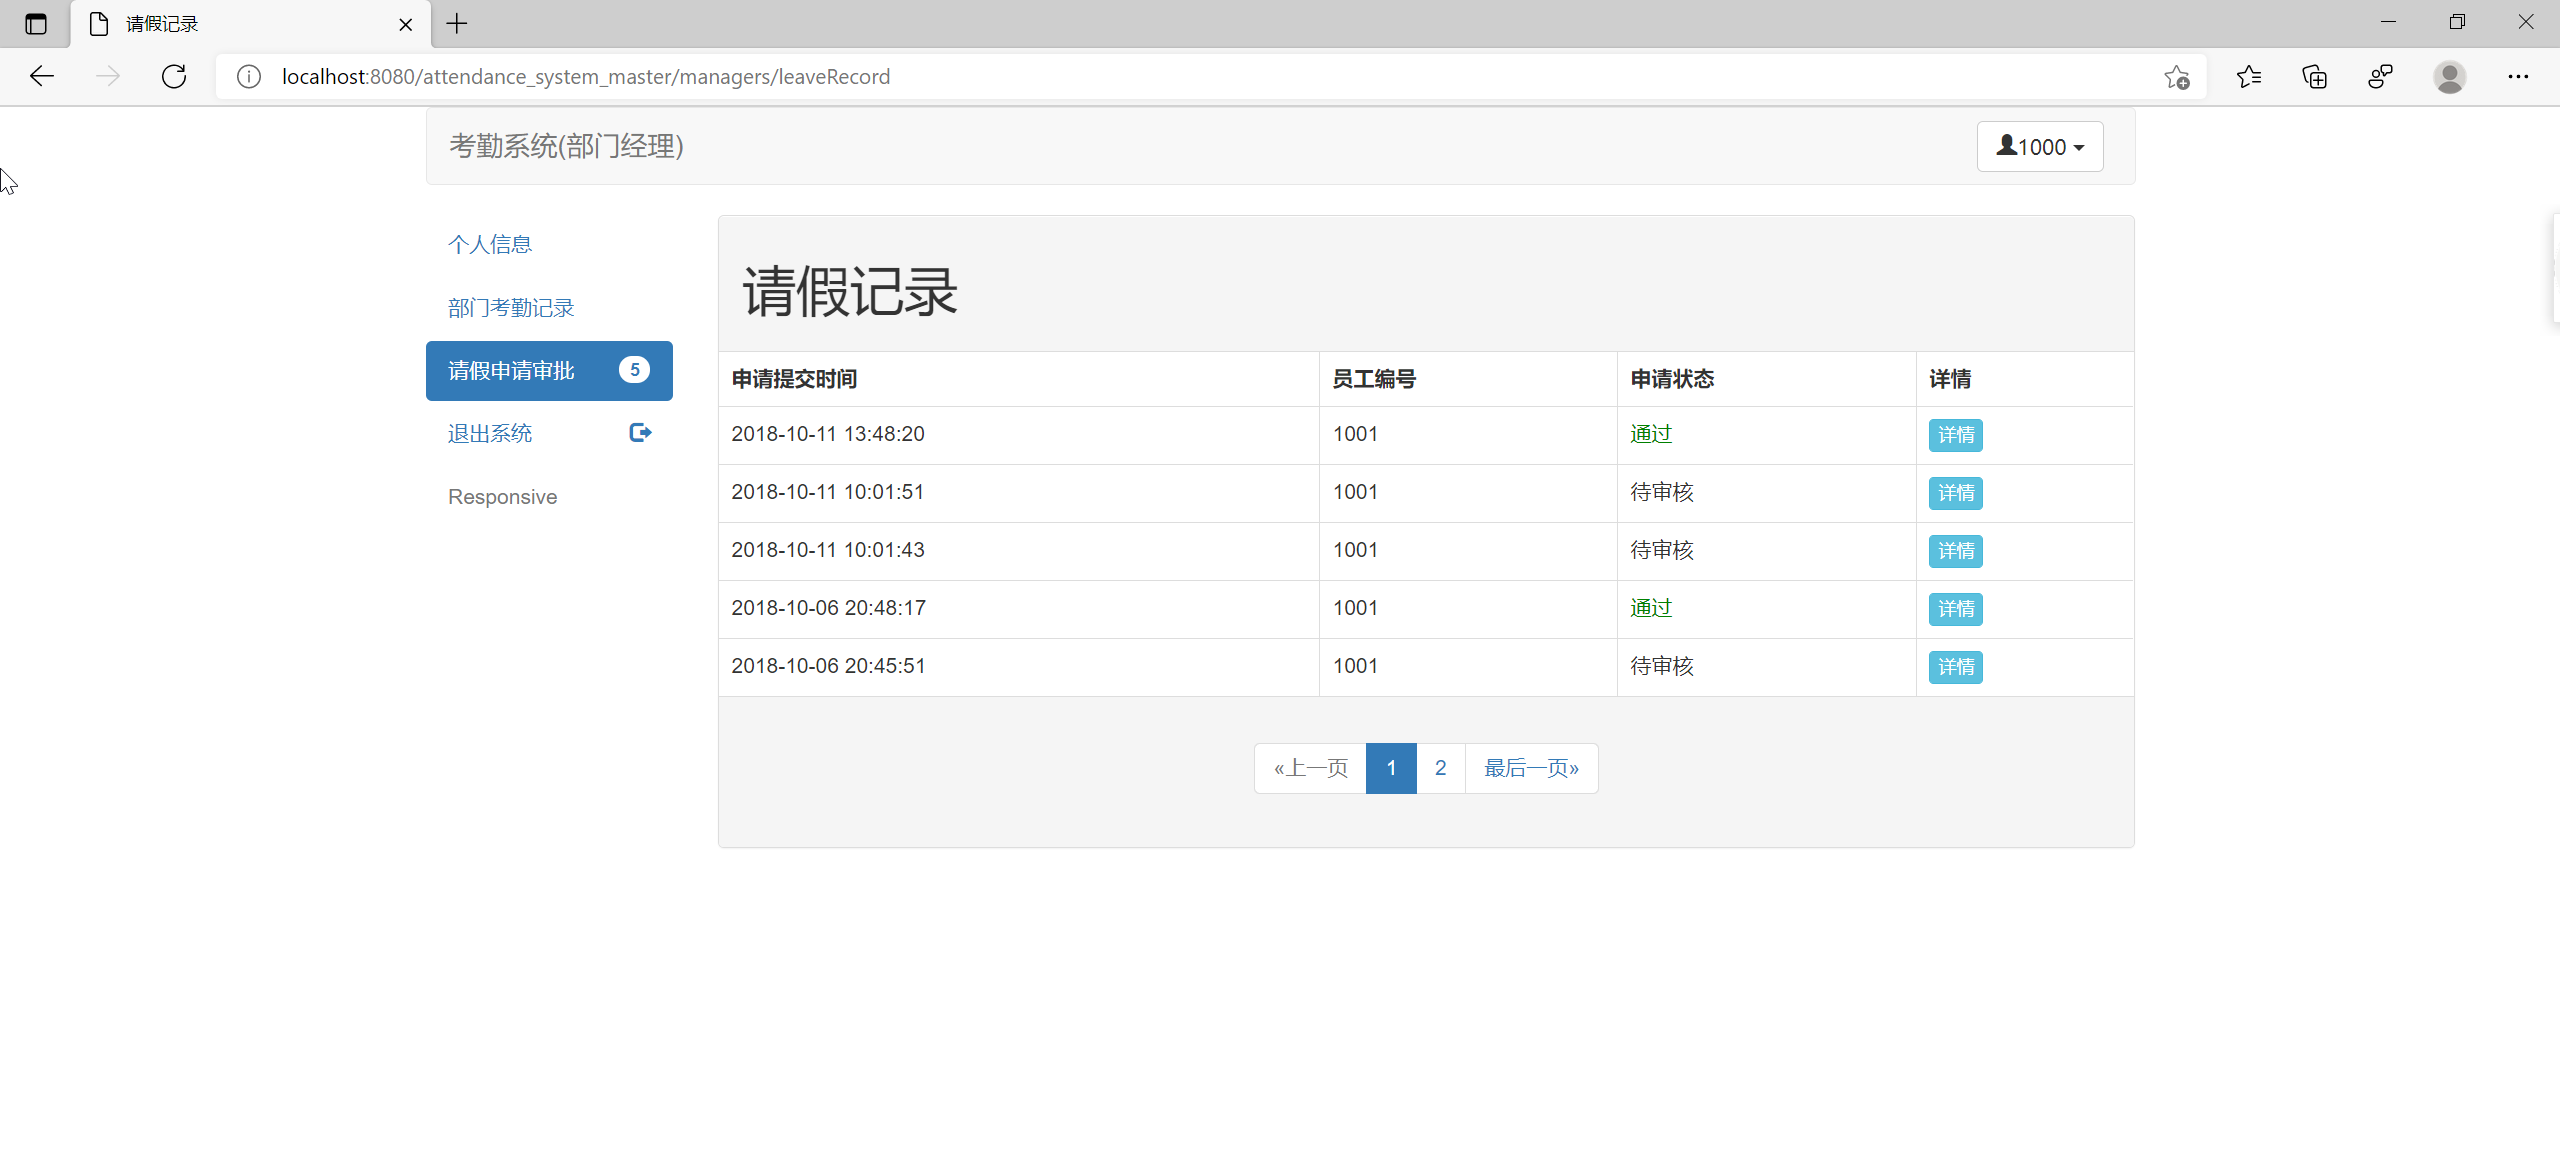 请假记录
localhost:8080/attendance_system_master/managers/leaveRecord
考勤系统(部门经理)
1000
个人信息
部门考勤记录
请假申请审批 5
退出系统
Responsive
请假记录
申请提交时间 员工编号 申请状态 详情
2018-10-11 13:48:20 1001 通过 详情
2018-10-11 10:01:51 1001 待审核 详情
2018-10-11 10:01:43 1001 待审核 详情
2018-10-06 20:48:17 1001 通过 详情
2018-10-06 20:45:51 1001 待审核 详情
«上一页 1 2 最后一页»